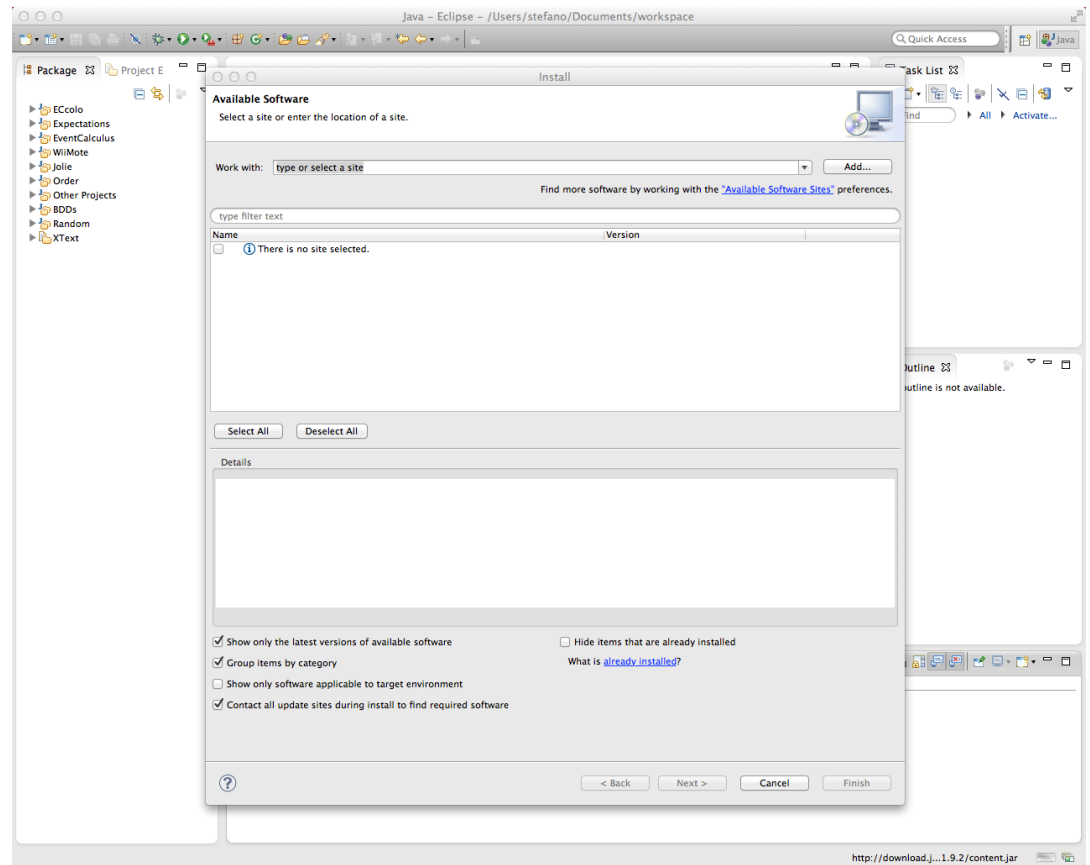 Java – Eclipse – /Users/stefano/Documents/workspace
Quick Access
Java
Package
Project E
Task List
ind
All
Activate...
ECcolo
Expectations
EventCalculus
WiiMote
Jolie
Order
Other Projects
BDDs
Random
XText
Install
Available Software
Select a site or enter the location of a site.
Work with:
type or select a site
Add...
Find more software by working with the "Available Software Sites" preferences.
type filter text
Name
Version
There is no site selected.
Select All
Deselect All
Details
Outline
outline is not available.
Show only the latest versions of available software
Hide items that are already installed
Group items by category
What is already installed?
Show only software applicable to target environment
Contact all update sites during install to find required software
?
< Back
Next >
Cancel
Finish
http://download.j...1.9.2/content.jar